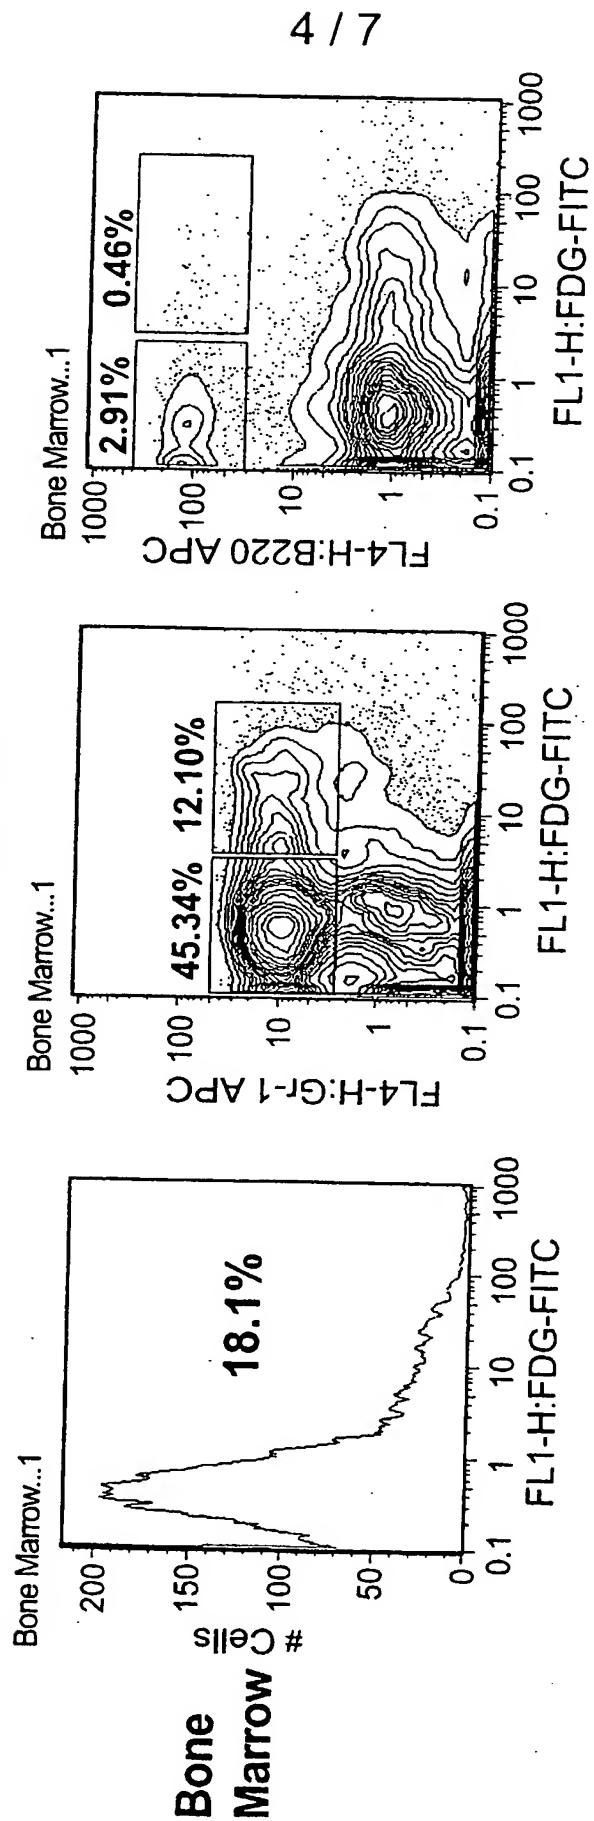 4 / 7
Bone
Marrow
Bone Marrow...1
# Cells
200
150
100
50
0
18.1%
0.1
1
10
100
1000
FL1-H:FDG-FITC
Bone Marrow...1
FL4-H:Gr-1 APC
1000
100
10
1
0.1
45.34%
12.10%
0.1
1
10
100
1000
FL1-H:FDG-FITC
Bone Marrow...1
FL4-H:B220 APC
1000
100
10
1
0.1
2.91%
0.46%
0.1
1
10
100
1000
FL1-H:FDG-FITC